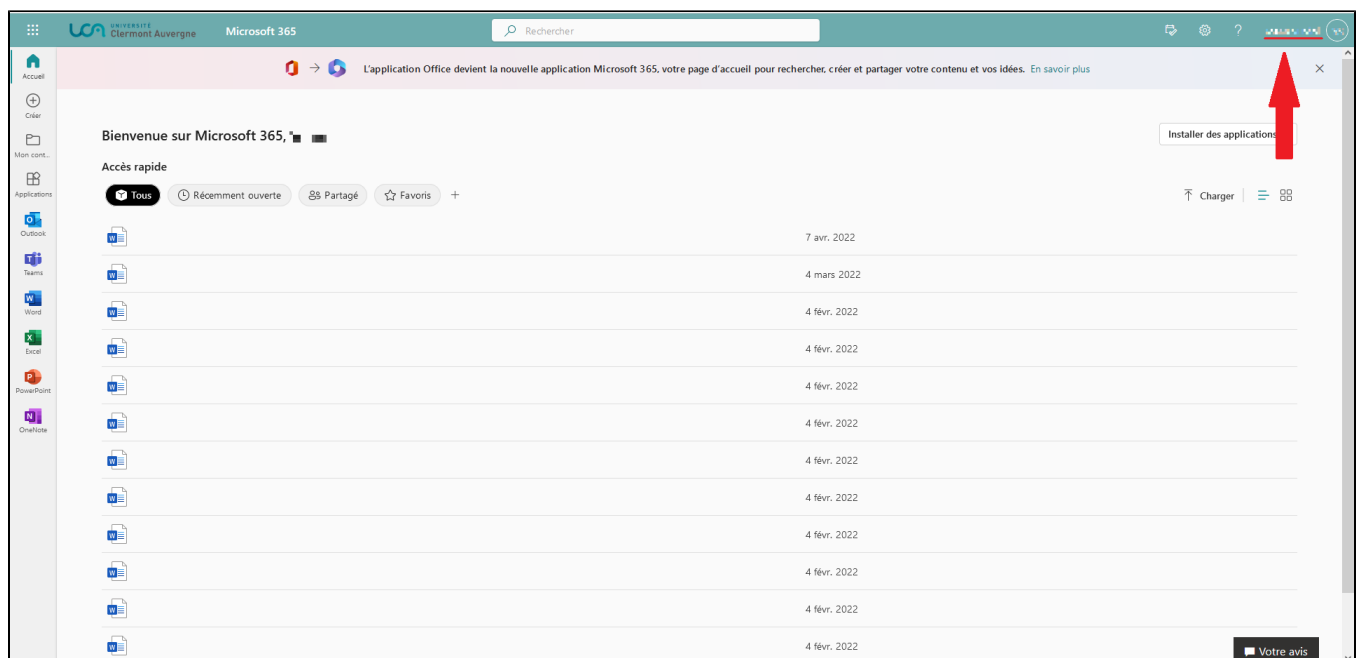 UNIVERSITÉ
UCA Clermont Auvergne Microsoft 365 Rechercher ?
Accueil
L'application Office devient la nouvelle application Microsoft 365, votre page d'accueil pour rechercher, créer et partager votre contenu et vos idées. En savoir plus
Créer
Bienvenue sur Microsoft 365,
Installer des applications
Mon cont...
Accès rapide
Applications
Tous Récemment ouverte Partagé Favoris + Charger
Outlook
7 avr. 2022
Teams
4 mars 2022
Word
4 févr. 2022
Excel
4 févr. 2022
PowerPoint
4 févr. 2022
OneNote
4 févr. 2022
4 févr. 2022
4 févr. 2022
4 févr. 2022
4 févr. 2022
4 févr. 2022
4 févr. 2022
Votre avis